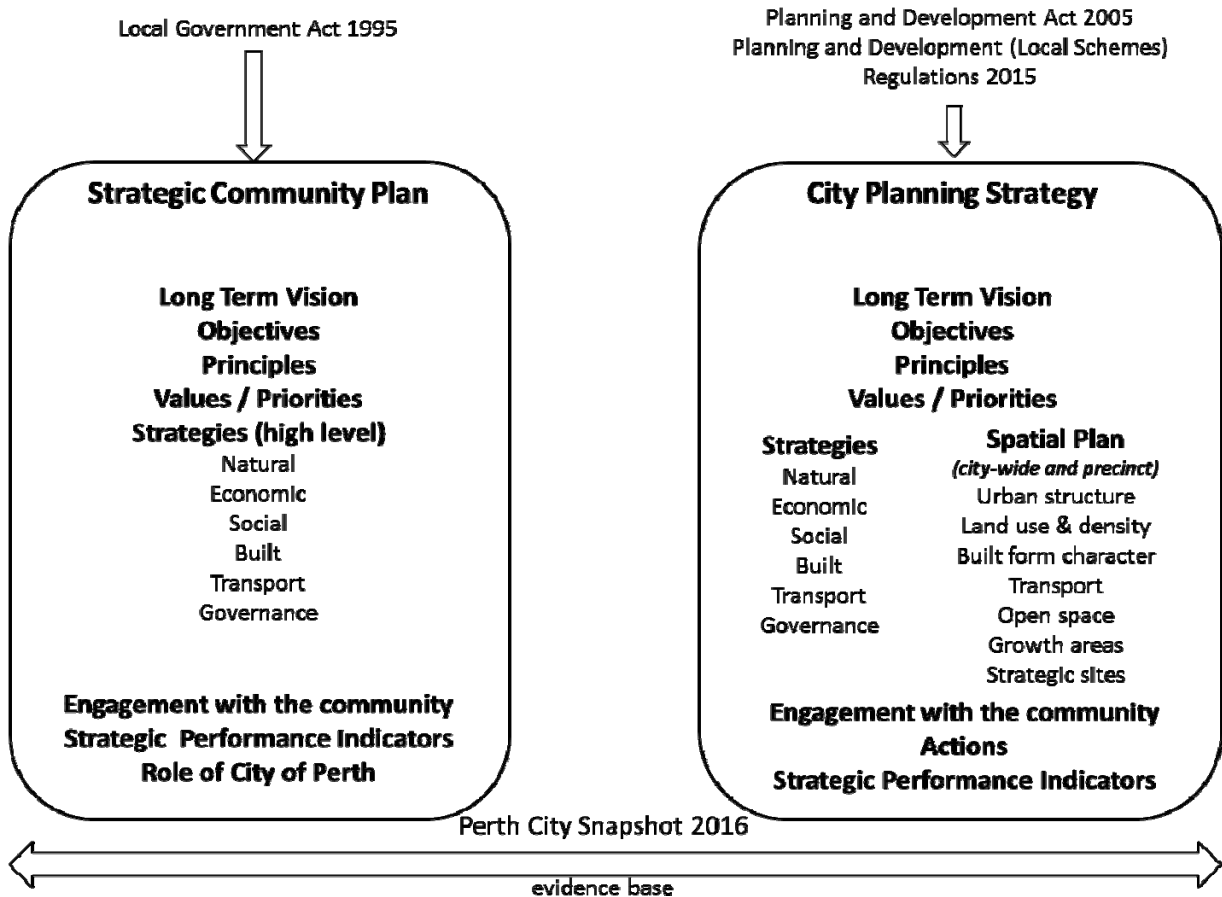 Local Government Act 1995
Planning and Development Act 2005
Planning and Development (Local Schemes)
Regulations 2015
Strategic Community Plan
Long Term Vision
Objectives
Principles
Values / Priorities
Strategies (high level)
Natural
Economic
Social
Built
Transport
Governance
Engagement with the community
Strategic Performance Indicators
Role of City of Perth
City Planning Strategy
Long Term Vision
Objectives
Principles
Values / Priorities
Strategies
Natural
Economic
Social
Built
Transport
Governance
Spatial Plan
(city-wide and precinct)
Urban structure
Land use & density
Built form character
Transport
Open space
Growth areas
Strategic sites
Engagement with the community
Actions
Strategic Performance Indicators
Perth City Snapshot 2016
evidence base